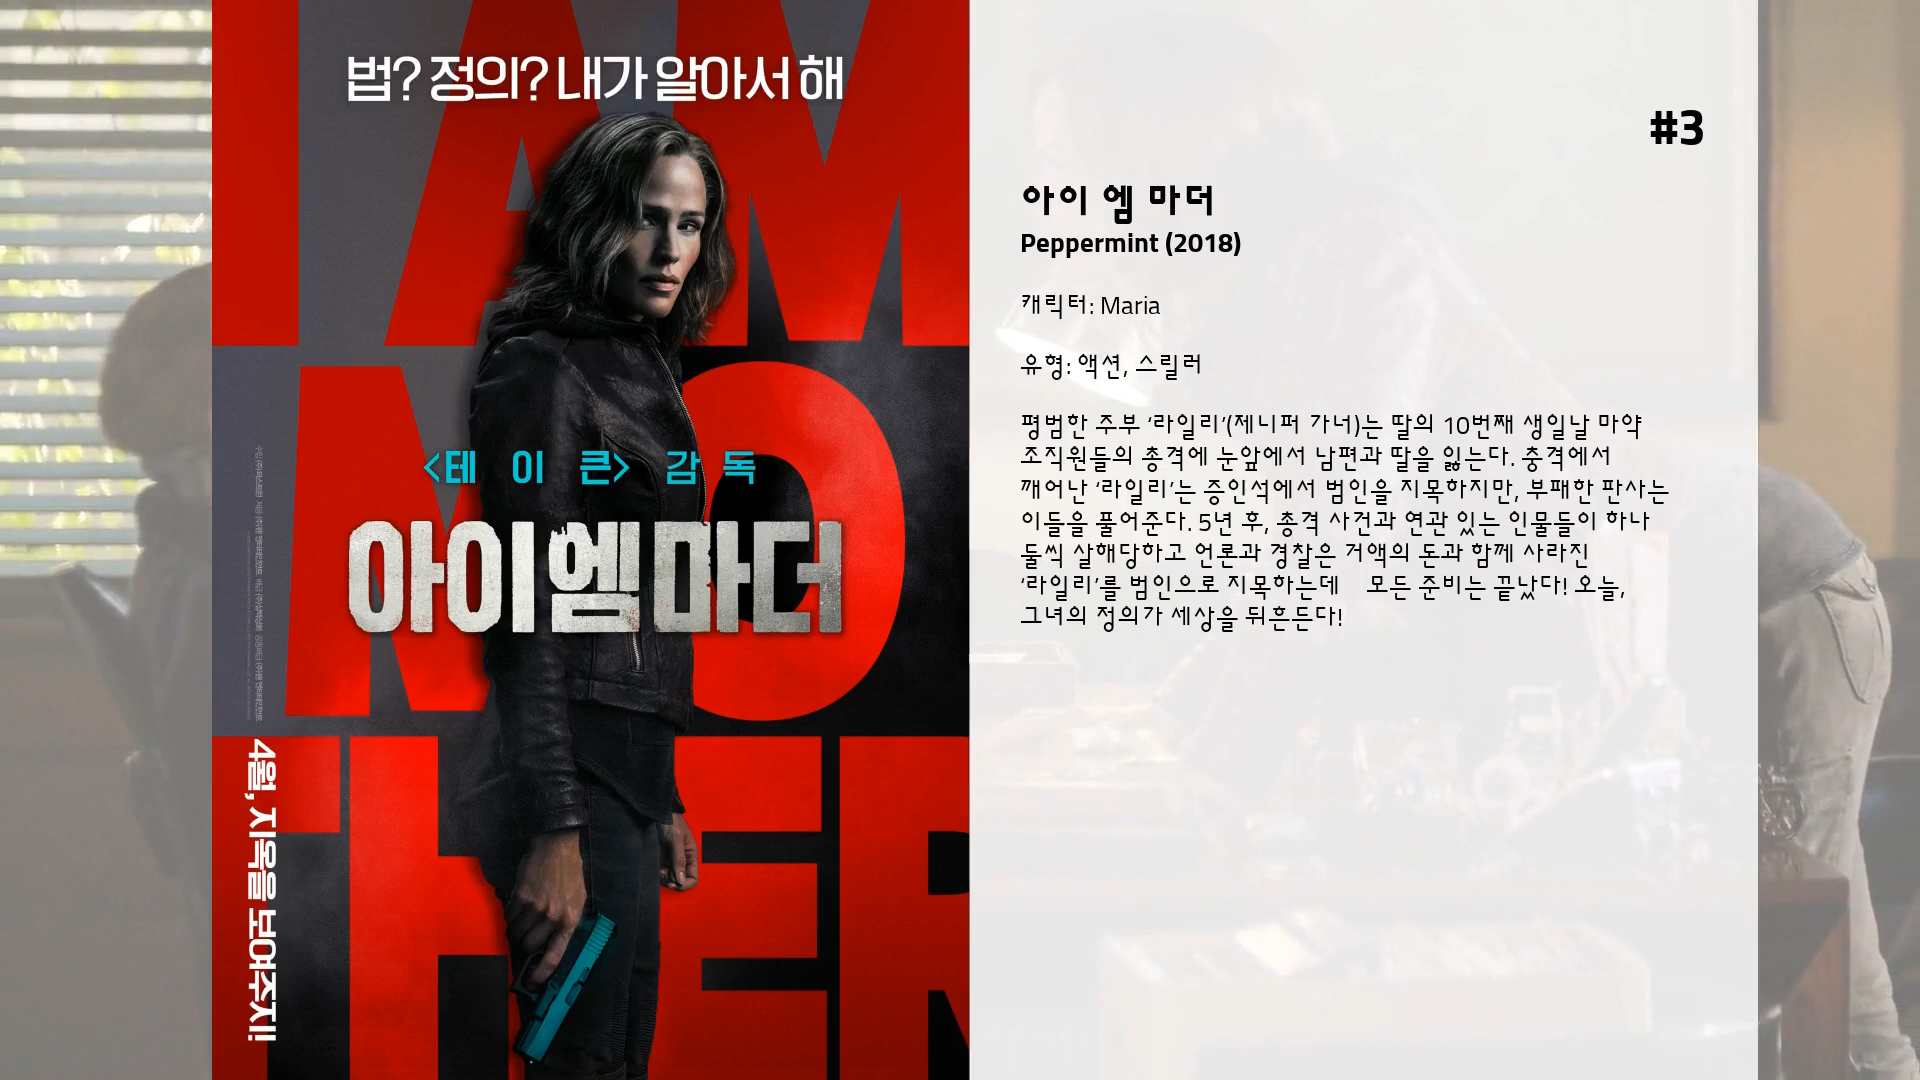 I AM
MOTHER
법? 정의? 내가 알아서 해
<테이큰> 감독
아이 엠 마더
4월, 지옥을 보여주지!!
#3
아이 엠 마더
Peppermint (2018)
캐릭터: Maria
유형: 액션, 스릴러
평범한 주부 ‘라일리’(제니퍼 가너)는 딸의 10번째 생일날 마약
조직원들의 총격에 눈앞에서 남편과 딸을 잃는다. 충격에서
깨어난 ‘라일리’는 증인석에서 범인을 지목하지만, 부패한 판사는
이들을 풀어준다. 5년 후, 총격 사건과 연관 있는 인물들이 하나
둘씩 살해당하고 언론과 경찰은 거액의 돈과 함께 사라진
‘라일리’를 범인으로 지목하는데 모든 준비는 끝났다! 오늘,
그녀의 정의가 세상을 뒤흔든다!